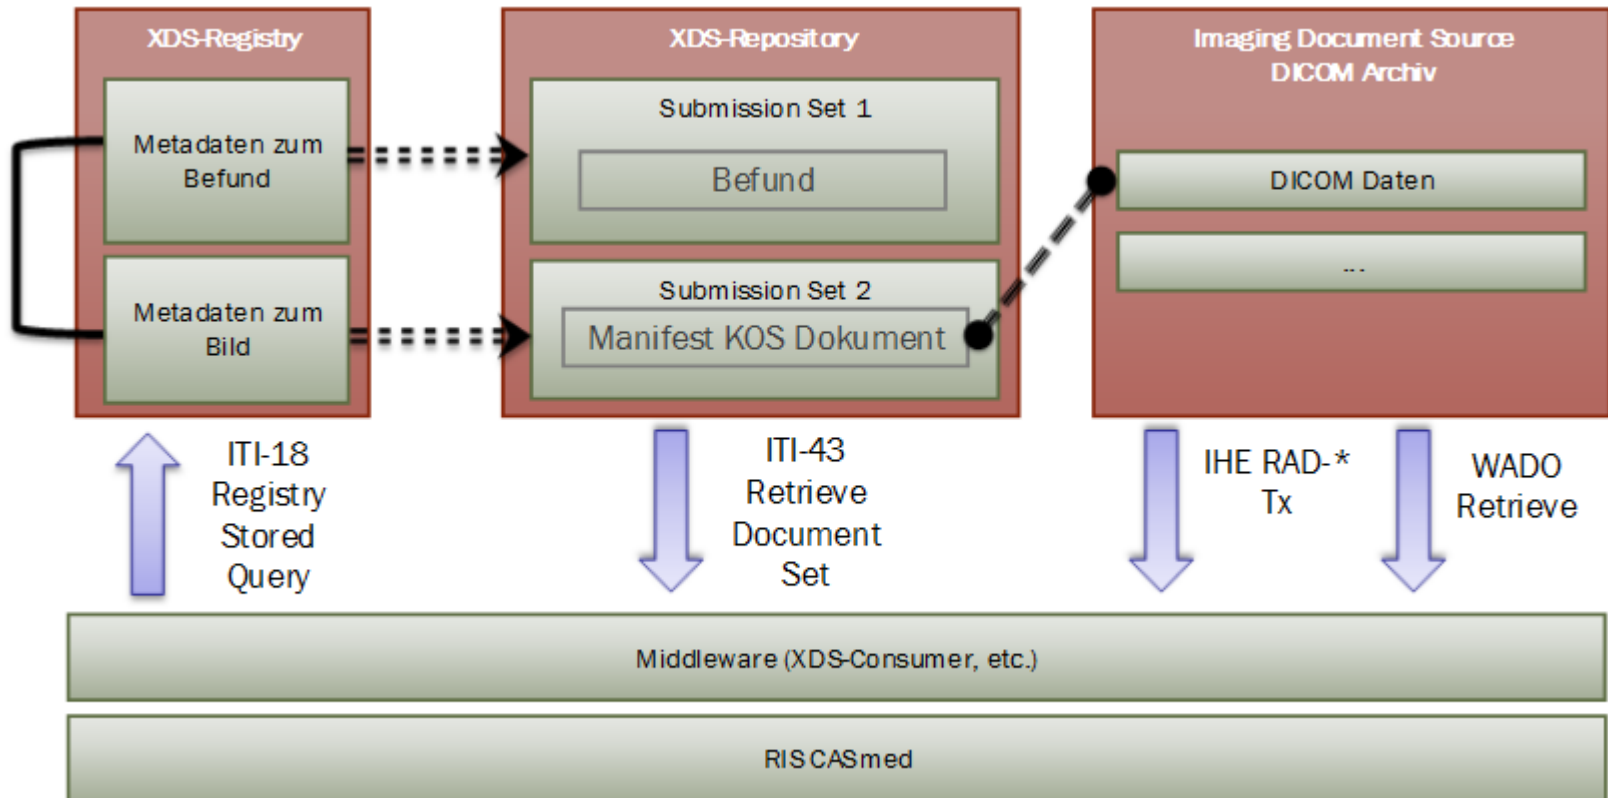 XDS-Registry
Metadaten zum
Befund
Metadaten zum
Bild
XDS-Repository
Submission Set 1
Befund
Submission Set 2
Manifest KOS Dokument
Imaging Document Source
DICOM Archiv
DICOM Daten
...
ITI-18
Registry
Stored
Query
ITI-43
Retrieve
Document
Set
IHE RAD-*
Tx
WADO
Retrieve
Middleware (XDS-Consumer, etc.)
RIS CASmed